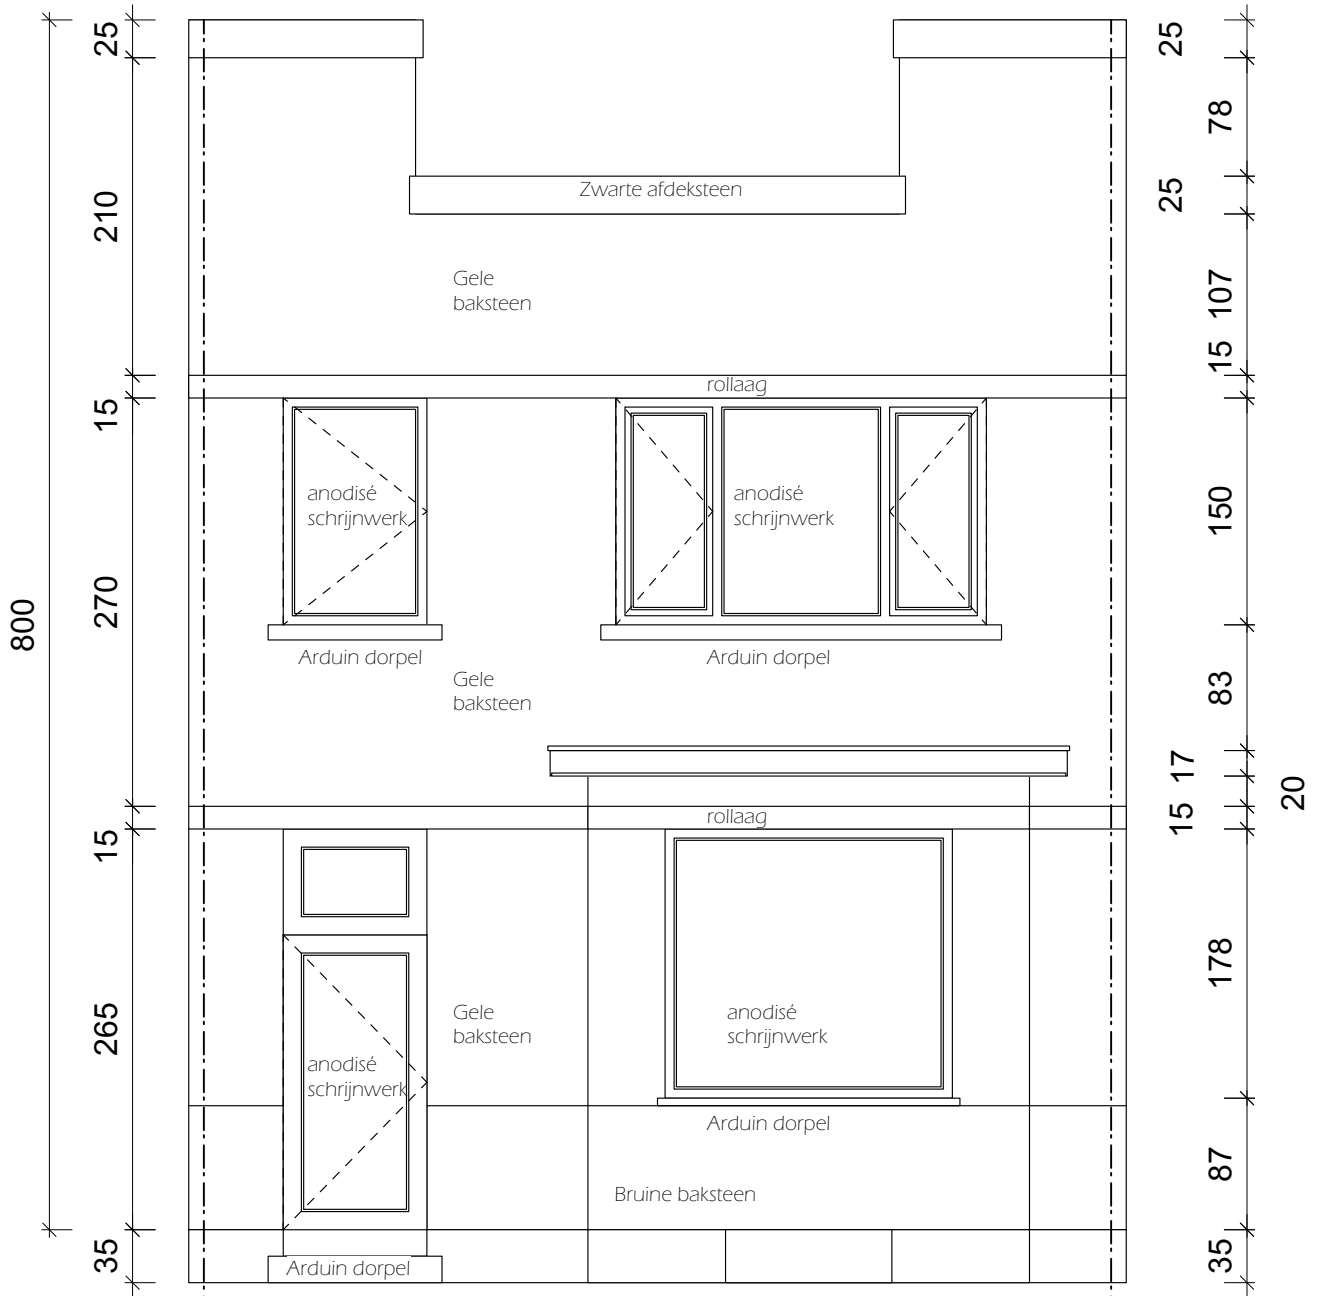 25
25
78
Zwarte afdeksteen
25
210
Gele
baksteen
107
15
rollaag
15
anodisé
schrijnwerk
anodisé
schrijnwerk
150
270
800
Arduin dorpel
Arduin dorpel
Gele
baksteen
83
17
20
15
rollaag
15
178
265
Gele
baksteen
anodisé
schrijnwerk
anodisé
schrijnwerk
Arduin dorpel
87
Bruine baksteen
35
Arduin dorpel
35